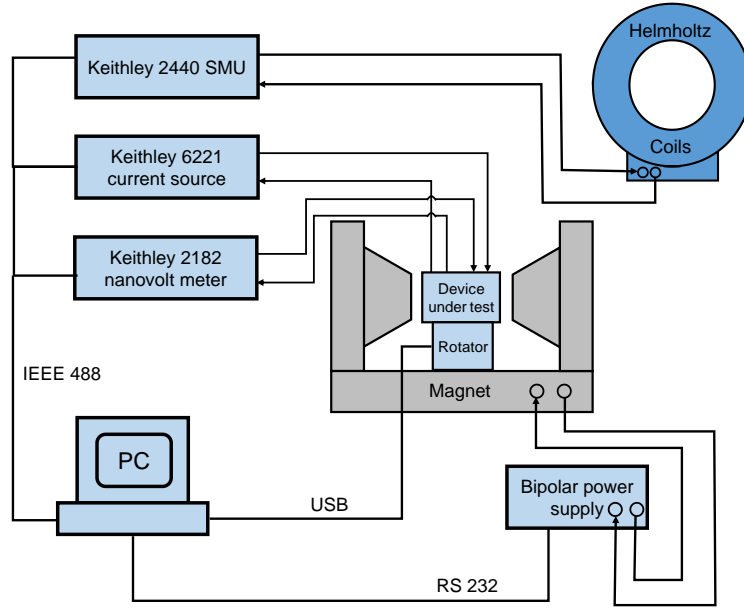 Helmholtz
Coils
Keithley 2440 SMU
Keithley 6221
current source
Keithley 2182
nanovolt meter
Device
under test
Rotator
Magnet
IEEE 488
PC
USB
Bipolar power
supply
RS 232